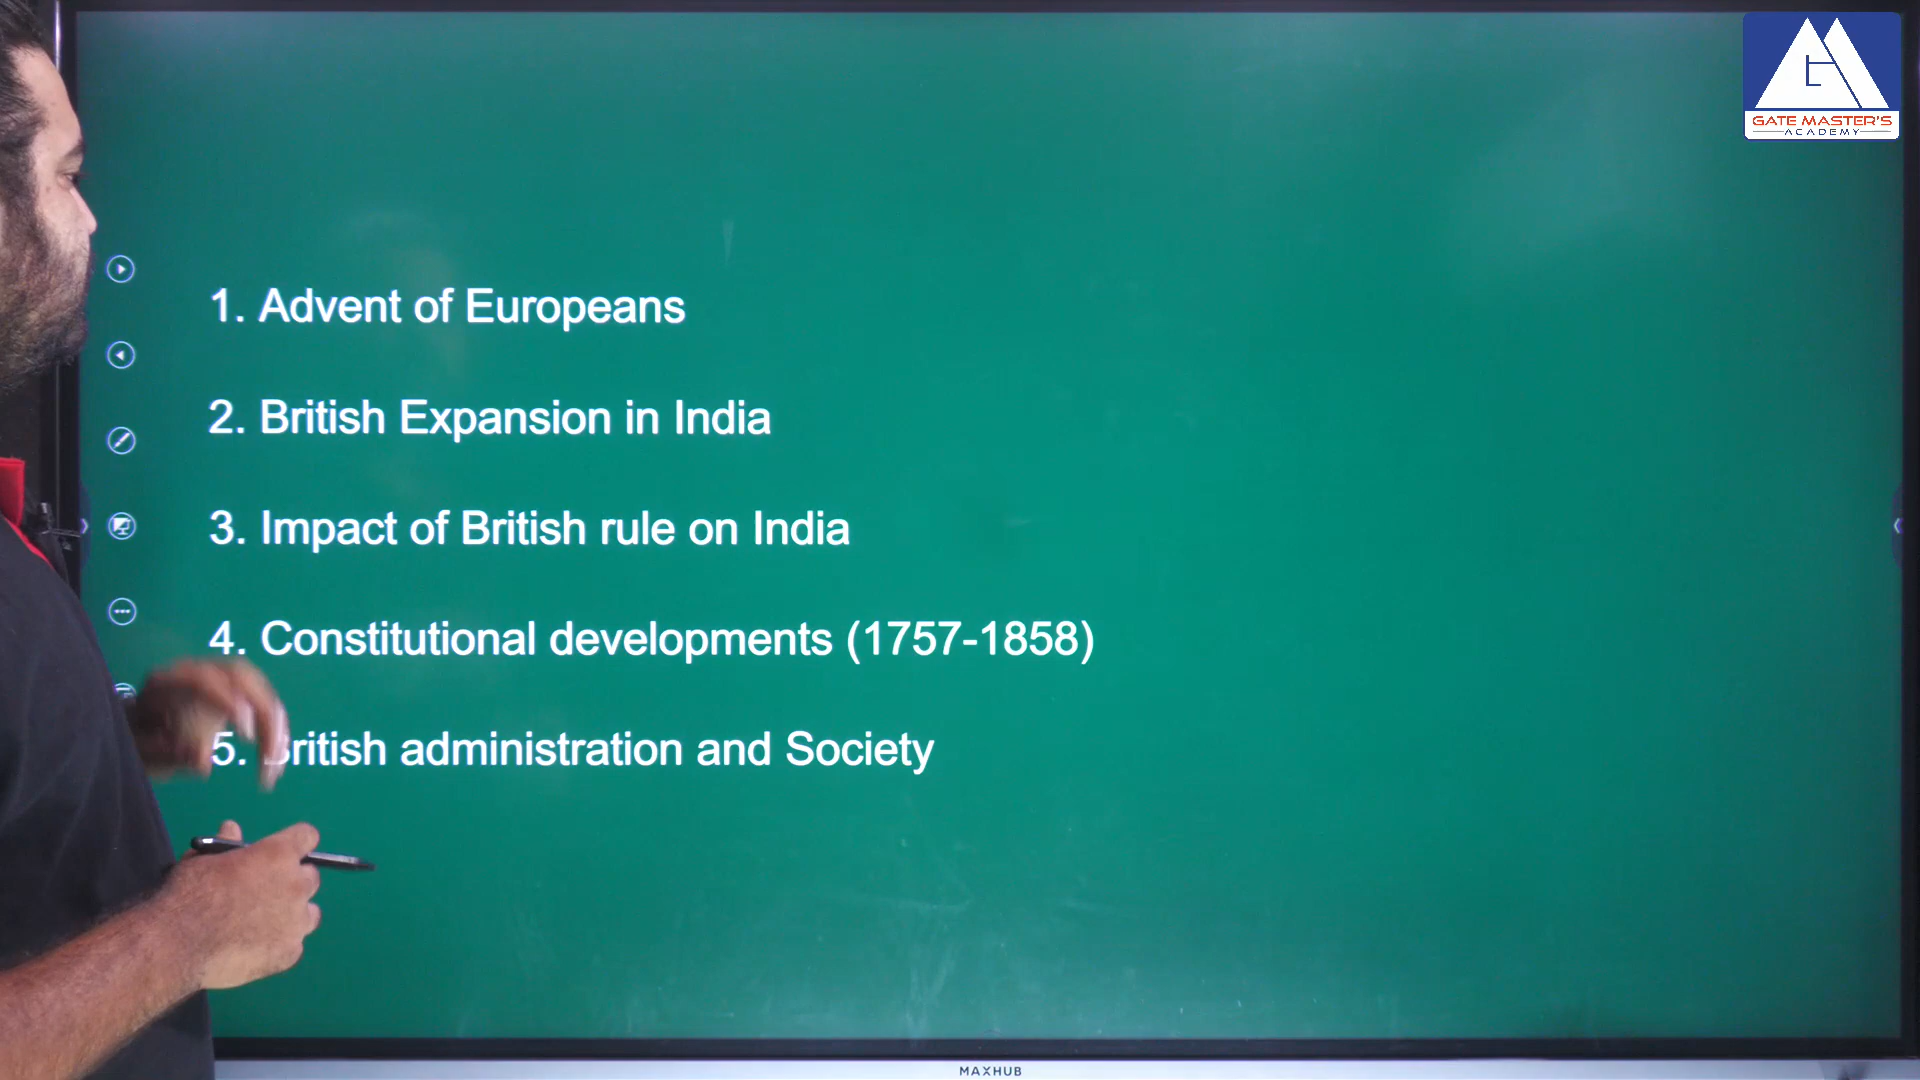 GATE MASTER'S
ACADEMY
1. Advent of Europeans
2. British Expansion in India
3. Impact of British rule on India
4. Constitutional developments (1757-1858)
5. British administration and Society
MAXHUB